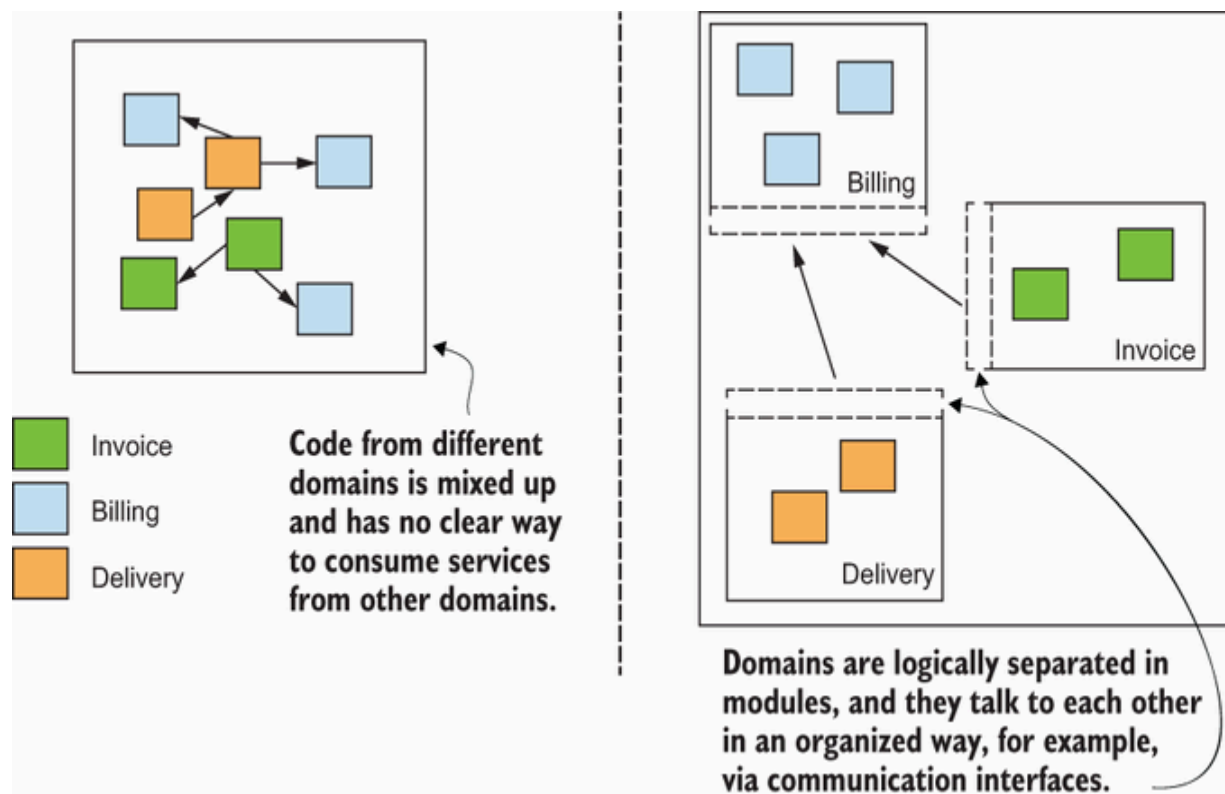 Invoice
Billing
Delivery
Code from different
domains is mixed up
and has no clear way
to consume services
from other domains.
Billing
Invoice
Delivery
Domains are logically separated in
modules, and they talk to each other
in an organized way, for example,
via communication interfaces.